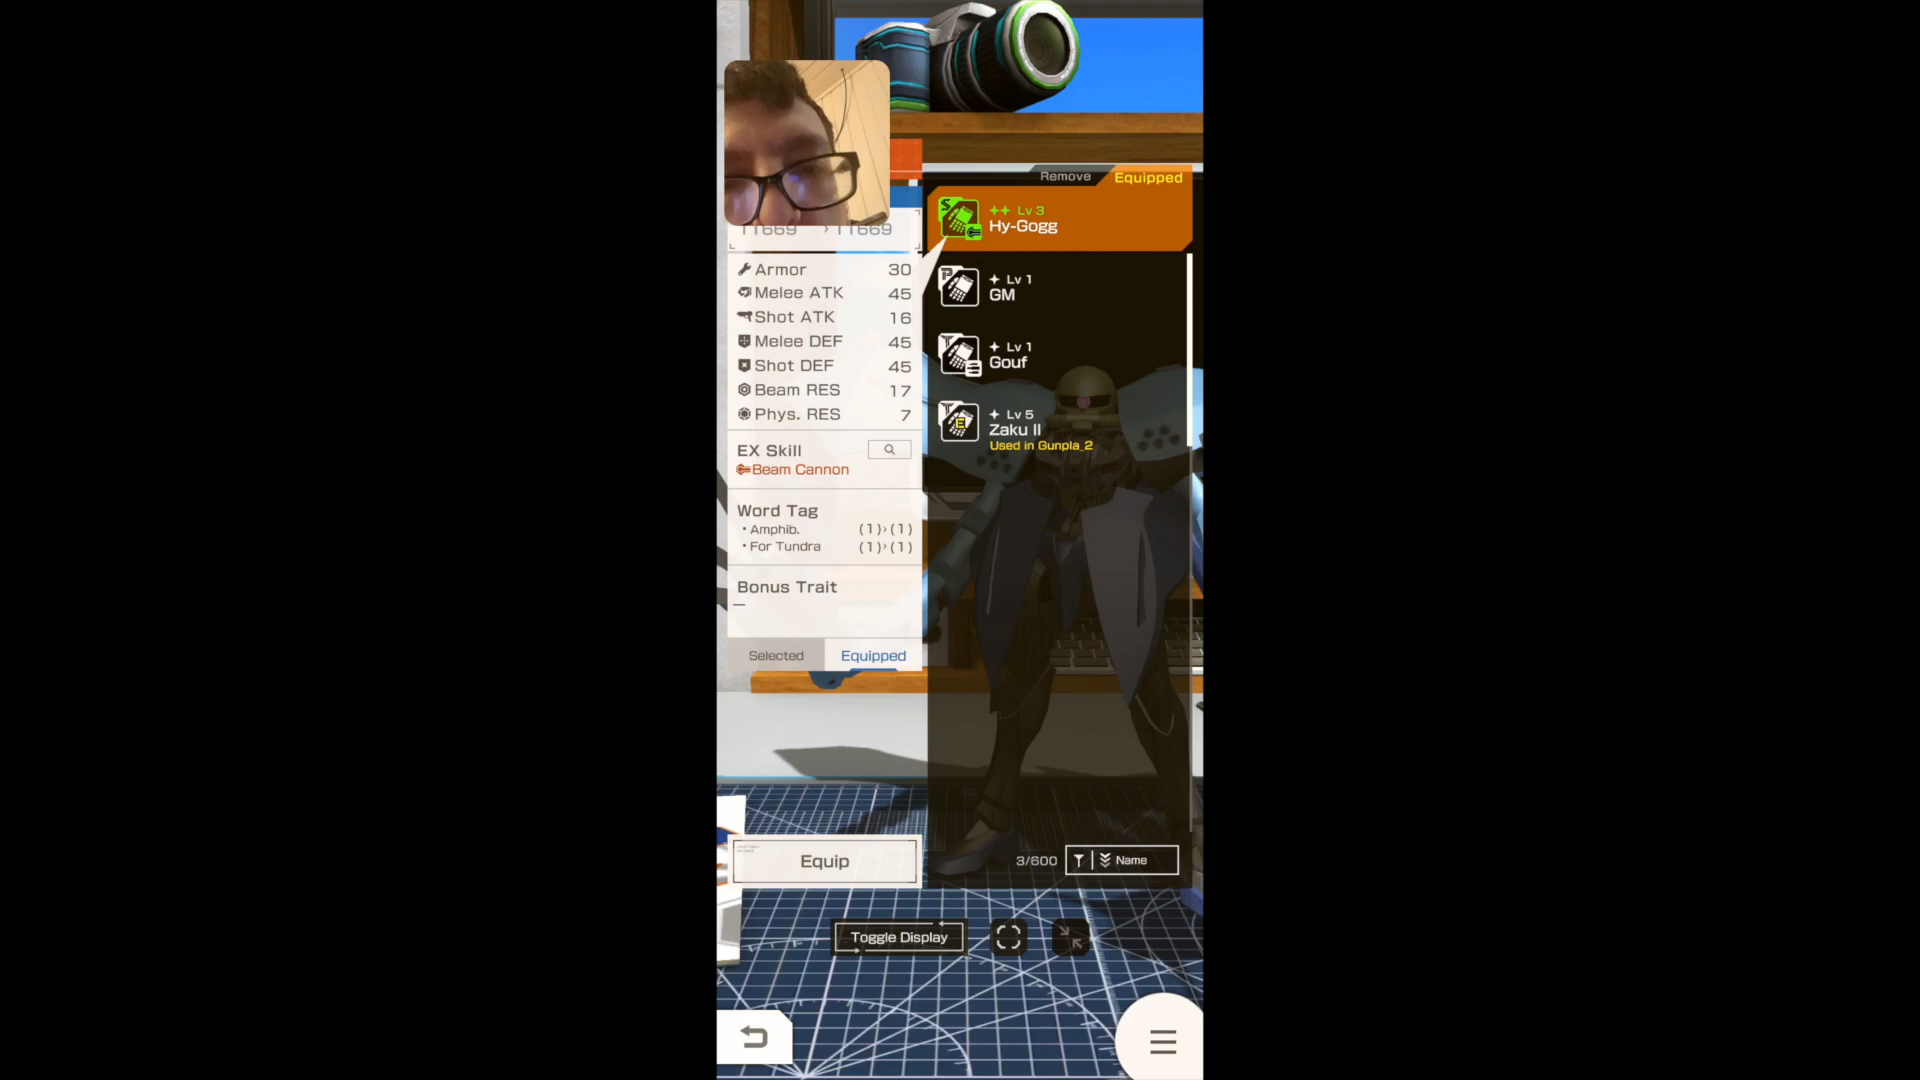 Remove
Equipped
S
Lv 3
Hy-Gogg
11669 › 11669
Armor 30
Melee ATK 45
Shot ATK 16
Melee DEF 45
Shot DEF 45
Beam RES 17
Phys. RES 7
P
Lv 1
GM
T
Lv 1
Gouf
T
E
Lv 5
Zaku II
Used in Gunpla_2
EX Skill
Beam Cannon
Word Tag
・Amphib. (1)›(1)
・For Tundra (1)›(1)
Bonus Trait
—
Selected
Equipped
Equip
3/600
Name
Toggle Display